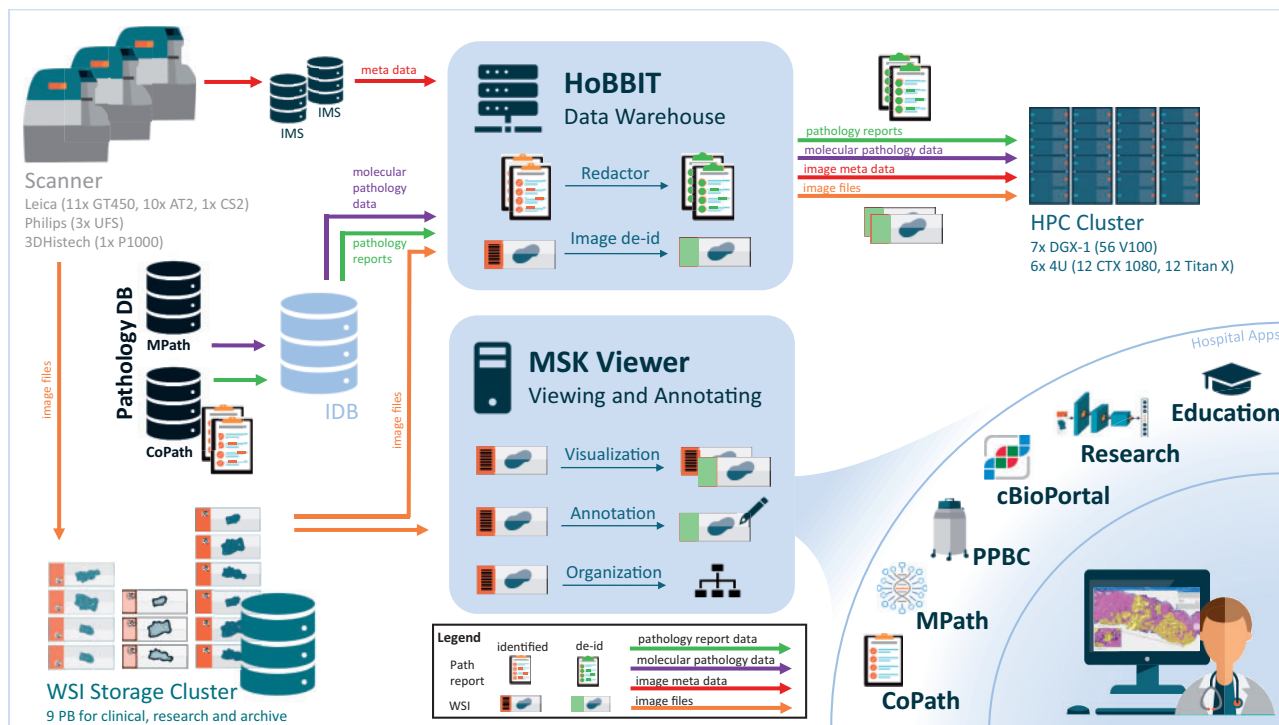 IMS
IMS
meta data
Scanner
Leica (11x GT450, 10x AT2, 1x CS2)
Philips (3x UFS)
3DHistech (1x P1000)
image files
Pathology DB
MPath
CoPath
IDB
molecular
pathology
data
pathology
reports
image files
WSI Storage Cluster
9 PB for clinical, research and archive
HoBBIT
Data Warehouse
Redactor
Image de-id
MSK Viewer
Viewing and Annotating
Visualization
Annotation
Organization
pathology reports
molecular pathology data
image meta data
image files
HPC Cluster
7x DGX-1 (56 V100)
6x 4U (12 CTX 1080, 12 Titan X)
Hospital Apps
Education
Research
cBioPortal
PPBC
MPath
CoPath
Legend
identified
de-id
Path
report
WSI
pathology report data
molecular pathology data
image meta data
image files